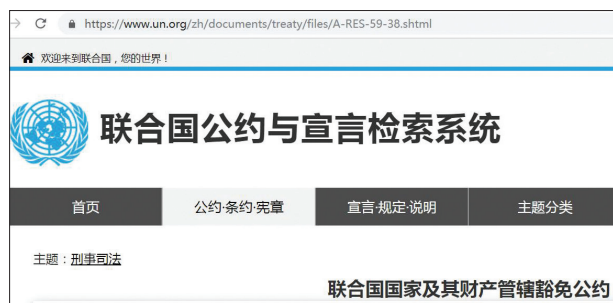 https://www.un.org/zh/documents/treaty/files/A-RES-59-38.shtml
欢迎来到联合国，您的世界！
联合国公约与宣言检索系统
首页 公约·条约·宪章 宣言·规定·说明 主题分类
主题：刑事司法
联合国国家及其财产管辖豁免公约